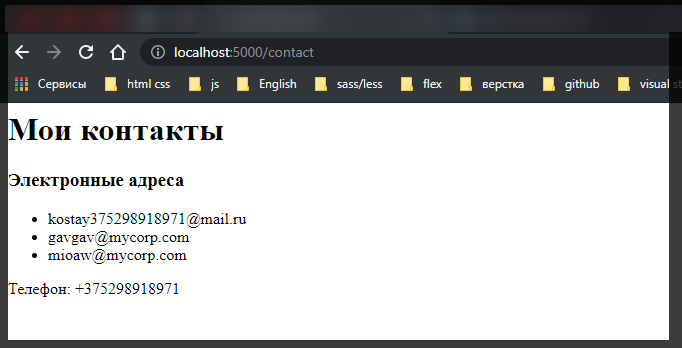 localhost:5000/contact
Сервисы html css js English sass/less flex верстка github visual st
Мои контакты
Электронные адреса
kostay375298918971@mail.ru
gavgav@mycorp.com
mioaw@mycorp.com
Телефон: +375298918971